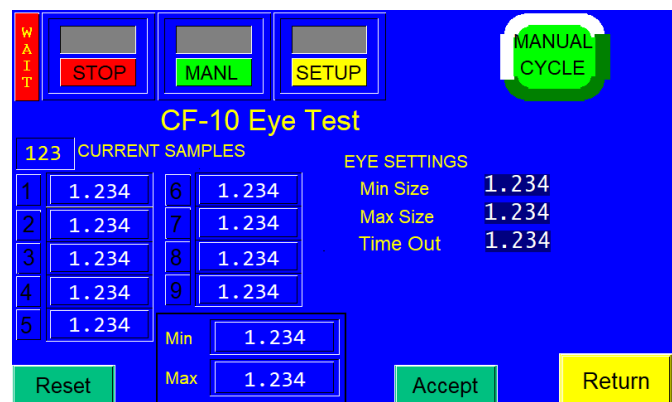 WAIT
STOP
MANL
SETUP
MANUAL
CYCLE
CF-10 Eye Test
123 CURRENT SAMPLES
EYE SETTINGS
1 1.234 6 1.234 Min Size 1.234
2 1.234 7 1.234 Max Size 1.234
3 1.234 8 1.234 Time Out 1.234
4 1.234 9 1.234
5 1.234
Min 1.234
Max 1.234
Reset
Accept
Return